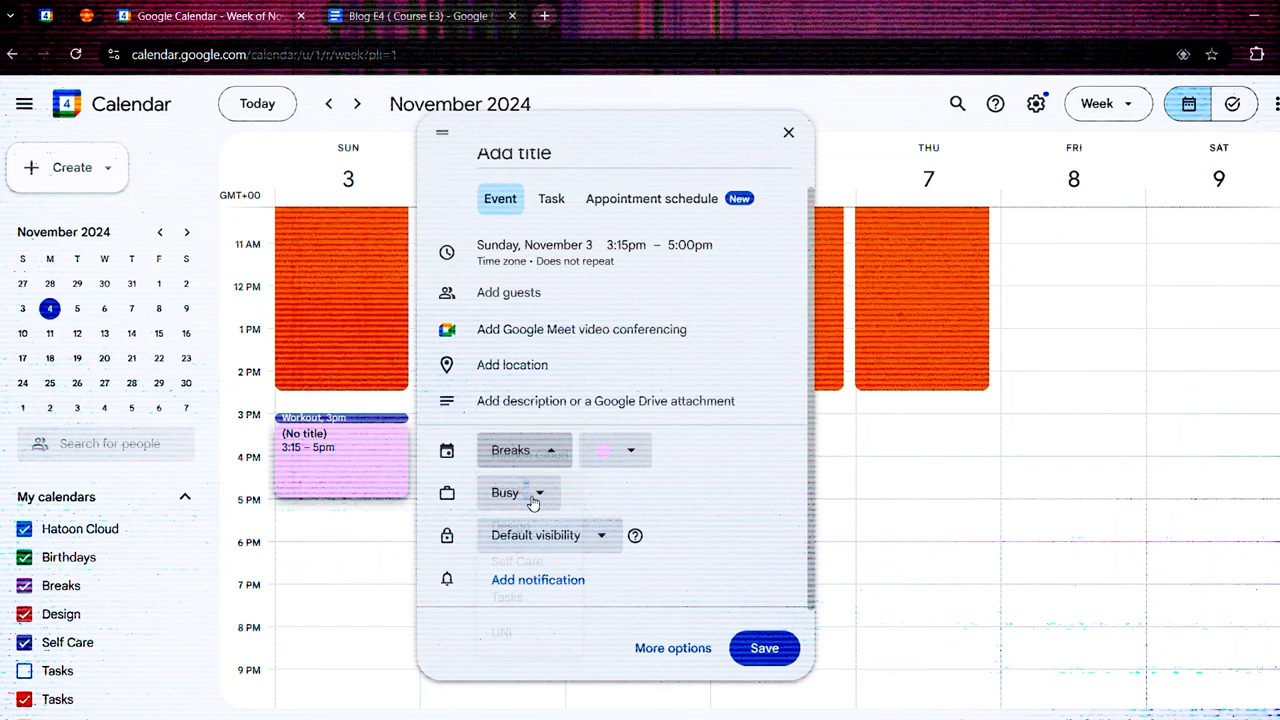 Google Calendar - Week of No
Blog E4 ( Course E3) - Google
calendar.google.com/calendar/u/1/r/week?pli=1
4
Calendar
Today
November 2024
Week
Create
SUN
3
THU
7
FRI
8
SAT
9
GMT+00
11 AM
12 PM
1 PM
2 PM
3 PM
4 PM
5 PM
6 PM
7 PM
8 PM
9 PM
November 2024
S M T W T F S
27 28 29 30 31 1 2
3 4 5 6 7 8 9
10 11 12 13 14 15 16
17 18 19 20 21 22 23
24 25 26 27 28 29 30
1 2 3 4 5 6 7
Search for people
My calendars
Hatoon Cloud
Birthdays
Breaks
Design
Self Care
Tasks
Tasks
Workout, 3pm
(No title)
3:15 – 5pm
Add title
Event
Task
Appointment schedule
New
Sunday, November 3 3:15pm – 5:00pm
Time zone • Does not repeat
Add guests
Add Google Meet video conferencing
Add location
Add description or a Google Drive attachment
Breaks
Busy
Design
Default visibility
Self Care
Add notification
Tasks
UNI
More options
Save